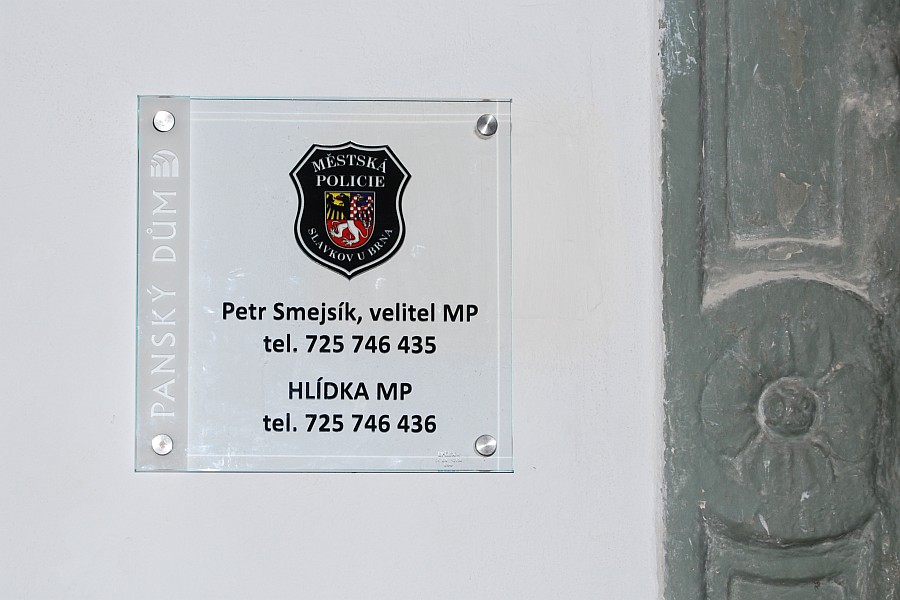 PANSKÝ DŮM
MĚSTSKÁ
POLICIE
SLAVKOV U BRNA
Petr Smejsík, velitel MP
tel. 725 746 435
HLÍDKA MP
tel. 725 746 436